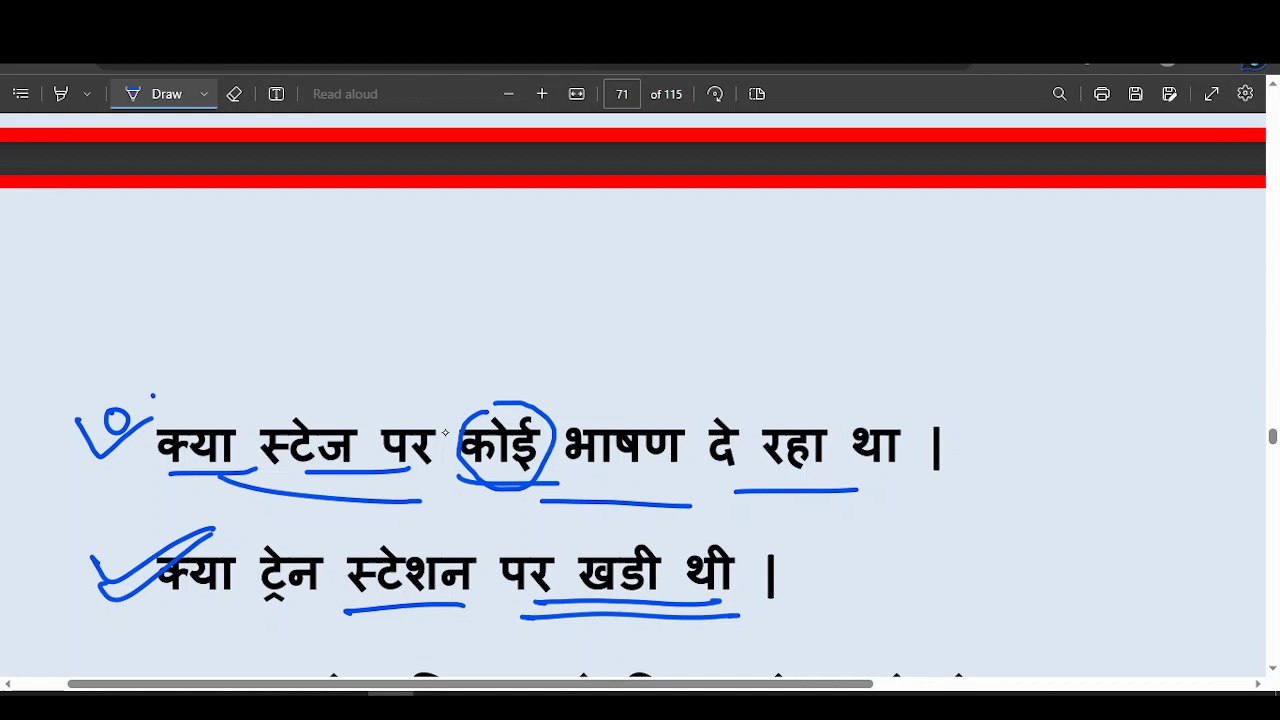 Draw
Read aloud
71 of 115
क्या स्टेज पर कोई भाषण दे रहा था |
क्या ट्रेन स्टेशन पर खडी थी |